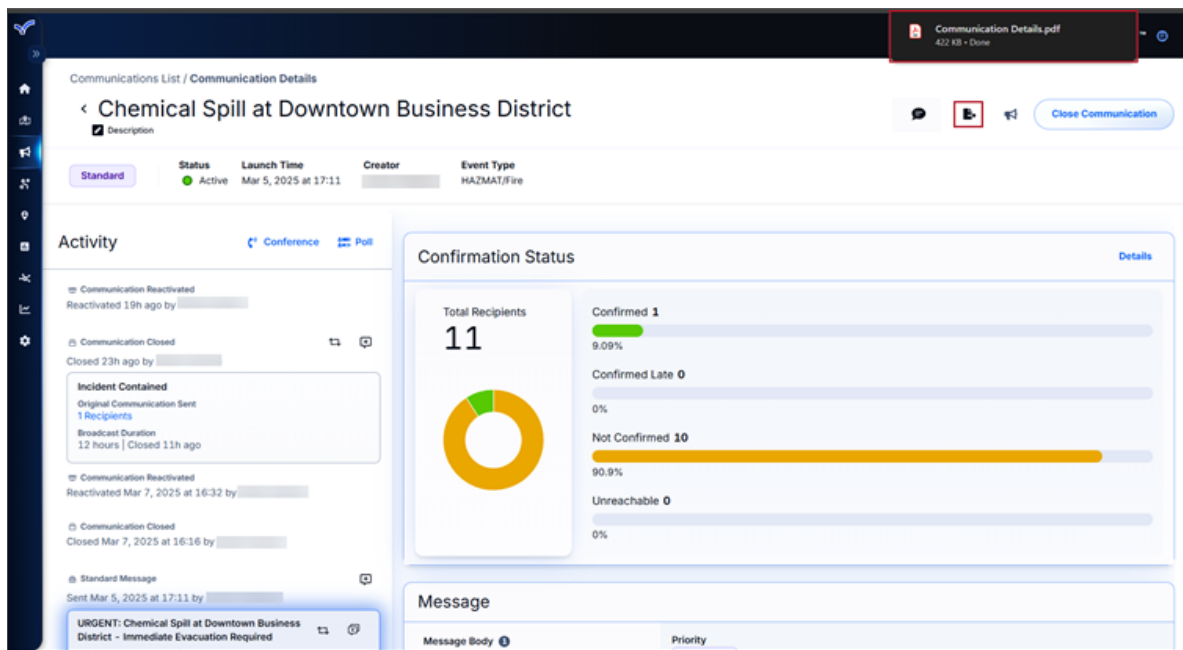 Communication Details.pdf
422 KB • Done
Communications List / Communication Details
Chemical Spill at Downtown Business District
Description
Close Communication
Standard
Status
Launch Time
Creator
Event Type
Active
Mar 5, 2025 at 17:11
HAZMAT/Fire
Activity
Conference
Poll
Communication Reactivated
Reactivated 19h ago by
Communication Closed
Closed 23h ago by
Incident Contained
Original Communication Sent
1 Recipients
Broadcast Duration
12 hours | Closed 11h ago
Communication Reactivated
Reactivated Mar 7, 2025 at 16:32 by
Communication Closed
Closed Mar 7, 2025 at 16:16 by
Standard Message
Sent Mar 5, 2025 at 17:11 by
URGENT: Chemical Spill at Downtown Business
District - Immediate Evacuation Required
Confirmation Status
Details
Total Recipients
11
Confirmed 1
9.09%
Confirmed Late 0
0%
Not Confirmed 10
90.9%
Unreachable 0
0%
Message
Message Body
Priority